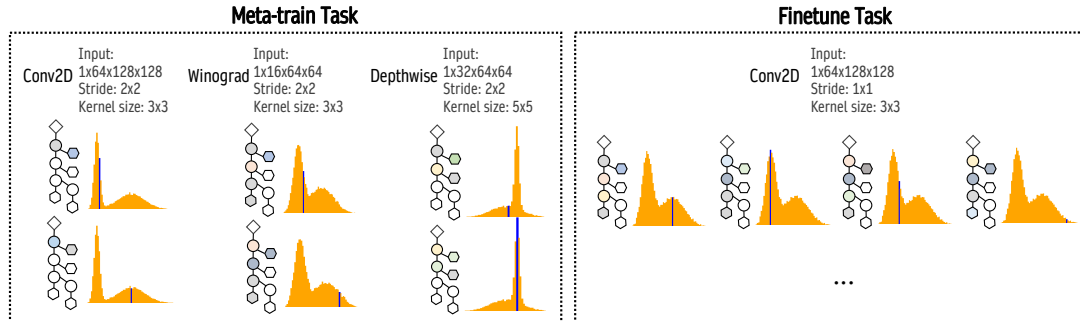 Meta-train Task
Conv2D
Input:
1x64x128x128
Stride: 2x2
Kernel size: 3x3
Winograd
Input:
1x16x64x64
Stride: 2x2
Kernel size: 3x3
Depthwise
Input:
1x32x64x64
Stride: 2x2
Kernel size: 5x5
Finetune Task
Conv2D
Input:
1x64x128x128
Stride: 1x1
Kernel size: 3x3
...